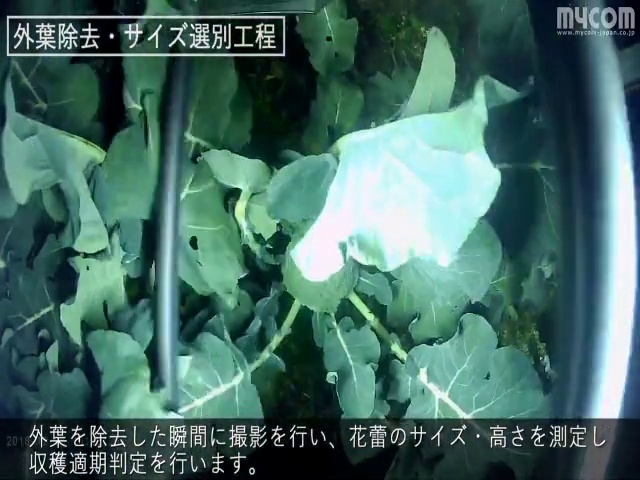 外葉除去・サイズ選別工程
mycom
www.mycom-japan.co.jp
外葉を除去した瞬間に撮影を行い、花蕾のサイズ・高さを測定し
収穫適期判定を行います。